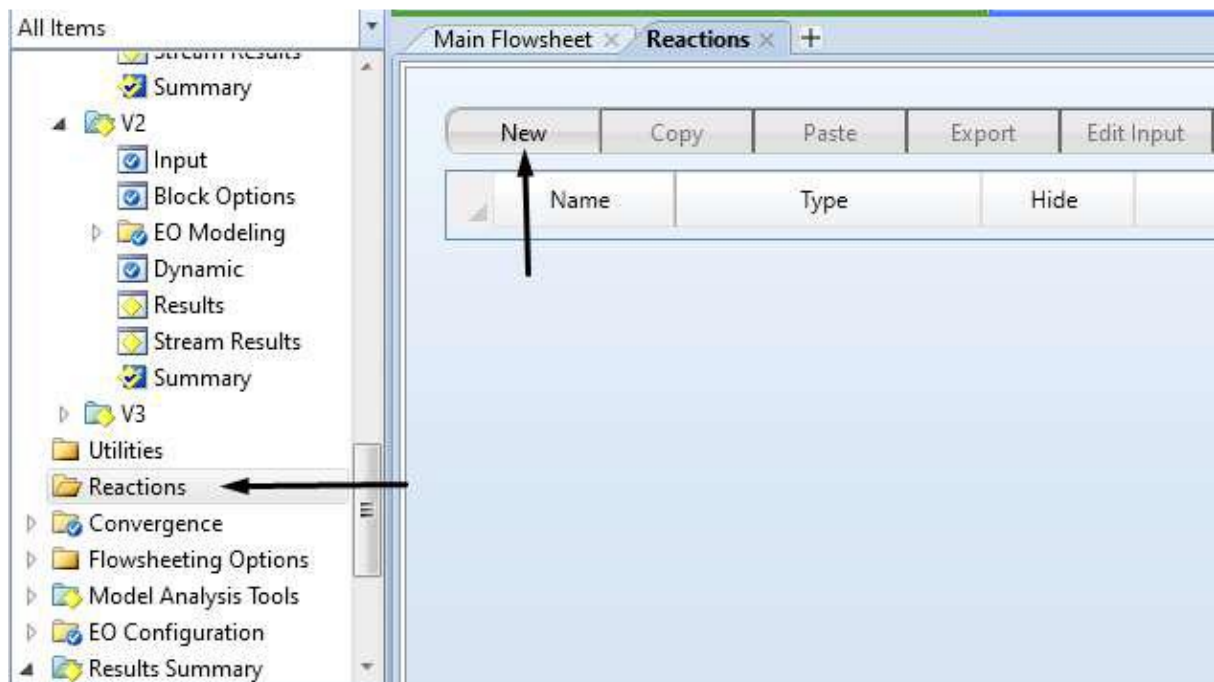 All Items
Stream Results
Summary
V2
Input
Block Options
EO Modeling
Dynamic
Results
Stream Results
Summary
V3
Utilities
Reactions
Convergence
Flowsheeting Options
Model Analysis Tools
EO Configuration
Results Summary
Main Flowsheet Reactions +
New Copy Paste Export Edit Input
Name Type Hide